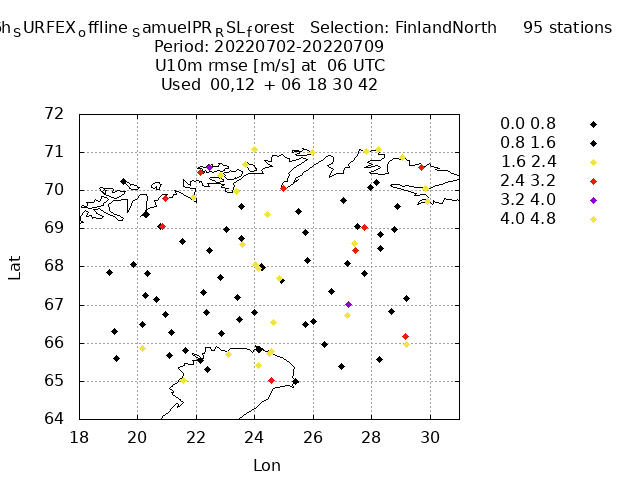 6h_SURFEX_offline_SamuelPR_RSL_forest Selection: FinlandNorth 95 stations
Period: 20220702-20220709
U10m rmse [m/s] at 06 UTC
Used 00,12 + 06 18 30 42
72
71
70
69
68
67
66
65
64
18 20 22 24 26 28 30
Lat
Lon
0.0 0.8
0.8 1.6
1.6 2.4
2.4 3.2
3.2 4.0
4.0 4.8